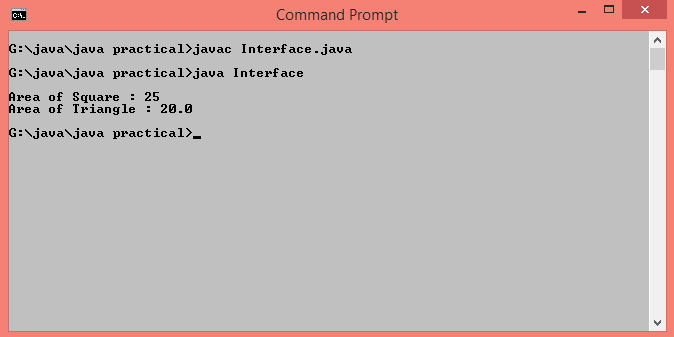 Command Prompt
G:\java\java practical>javac Interface.java
G:\java\java practical>java Interface
Area of Square : 25
Area of Triangle : 20.0
G:\java\java practical>_